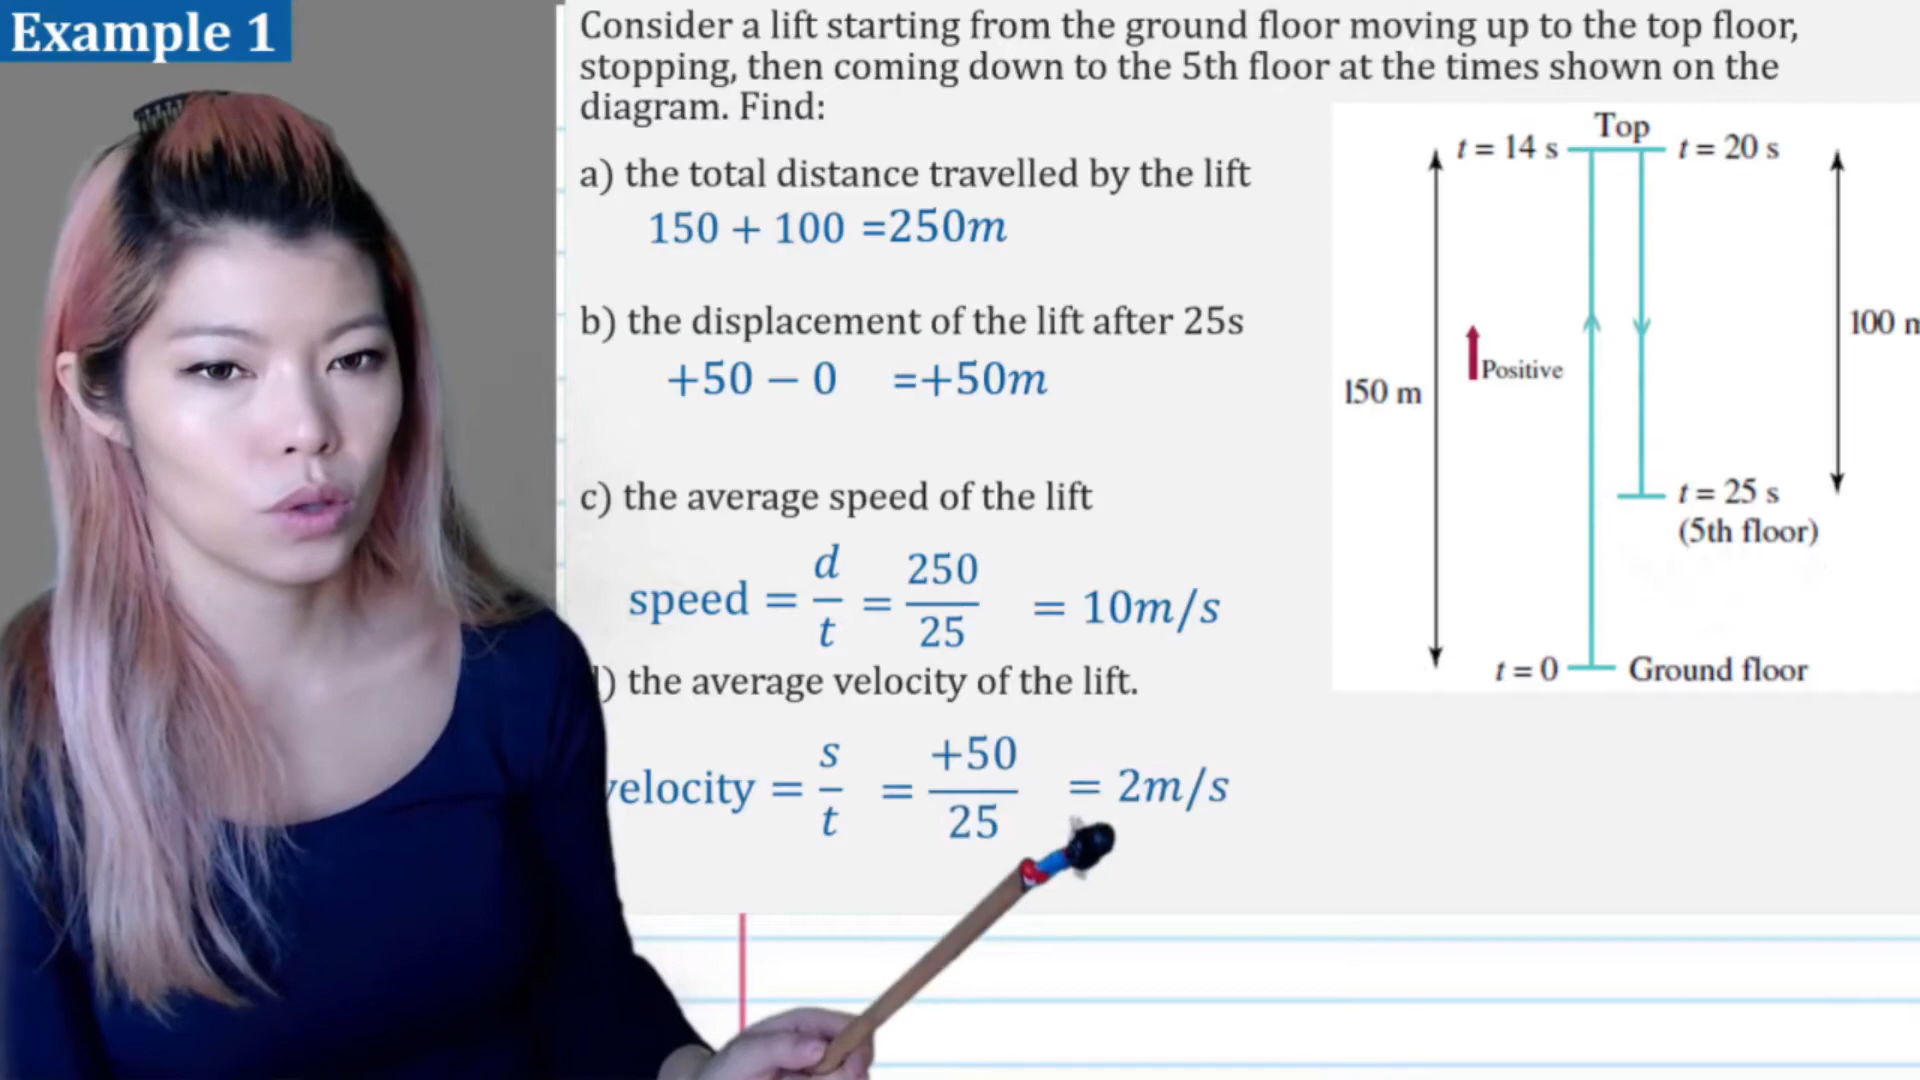 Example 1
Consider a lift starting from the ground floor moving up to the top floor,
stopping, then coming down to the 5th floor at the times shown on the
diagram. Find:
a) the total distance travelled by the lift
150 + 100 =250m
b) the displacement of the lift after 25s
+50 − 0 =+50m
c) the average speed of the lift
speed = d/t = 250/25 = 10m/s
) the average velocity of the lift.
velocity = s/t = +50/25 = 2m/s
Top
t = 14 s
t = 20 s
100 m
Positive
150 m
t = 25 s
(5th floor)
t = 0
Ground floor